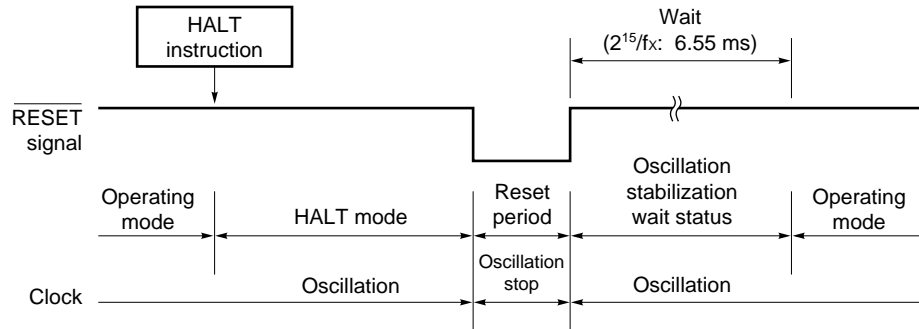 HALT
instruction
Wait
(2¹⁵/fX: 6.55 ms)
RESET
signal
Operating
mode
HALT mode
Reset
period
Oscillation
stabilization
wait status
Operating
mode
Clock
Oscillation
Oscillation
stop
Oscillation